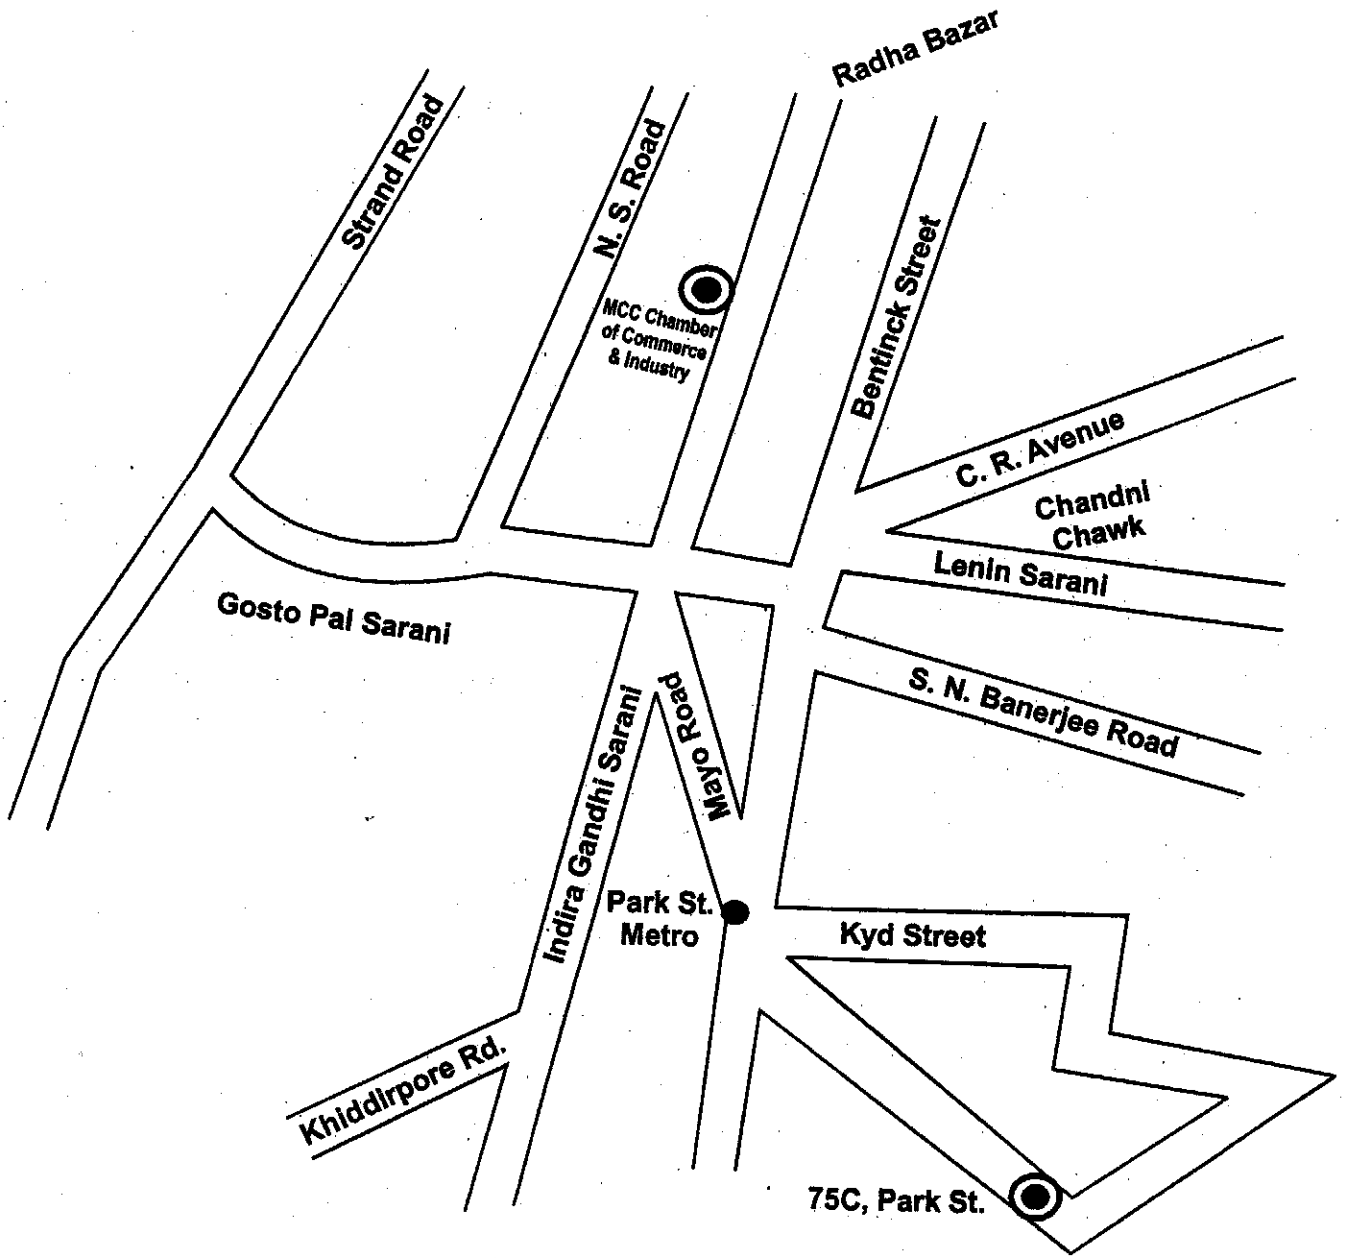 Radha Bazar
Strand Road
N. S. Road
MCC Chamber
of Commerce
& Industry
Bentinck Street
C. R. Avenue
Chandni
Chawk
Lenin Sarani
Gosto Pal Sarani
S. N. Banerjee Road
Mayo Road
Indira Gandhi Sarani
Park St.
Metro
Kyd Street
Khiddirpore Rd.
75C, Park St.